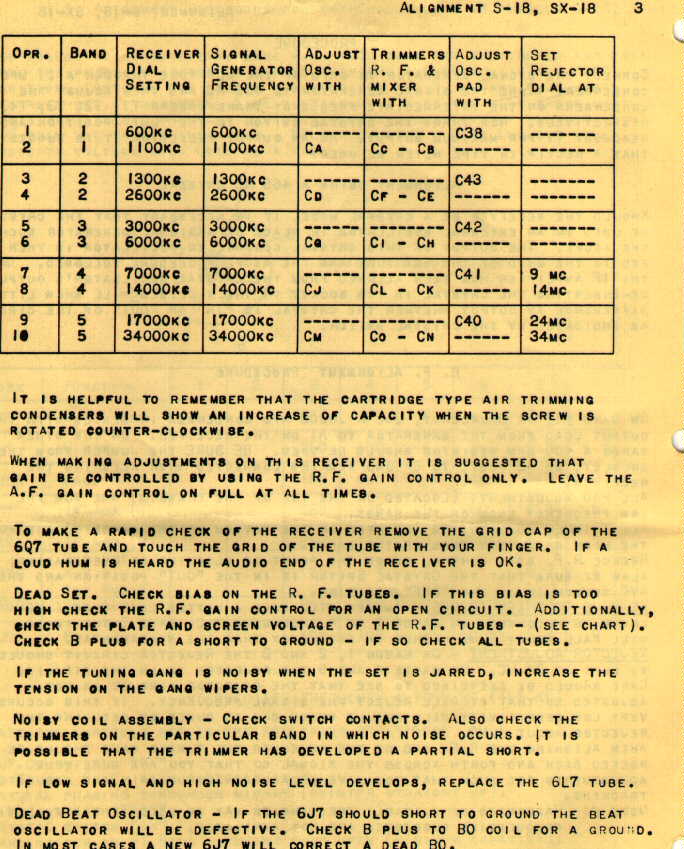 ALIGNMENT S-18, SX-18 3
OPR. BAND RECEIVER DIAL SETTING SIGNAL GENERATOR FREQUENCY ADJUST OSC. WITH TRIMMERS R. F. & MIXER WITH ADJUST OSC. PAD WITH SET REJECTOR DIAL AT
1 1 600KC 600KC ------ -------- C38 -------
2 1 1100KC 1100KC CA CC - CB ------ -------
3 2 1300KC 1300KC ------ -------- C43 -------
4 2 2600KC 2600KC CD CF - CE ------ -------
5 3 3000KC 3000KC ------ -------- C42 -------
6 3 6000KC 6000KC CG CI - CH ------ -------
7 4 7000KC 7000KC ------ -------- C41 9 MC
8 4 14000KC 14000KC CJ CL - CK ------ 14MC
9 5 17000KC 17000KC ------ -------- C40 24MC
10 5 34000KC 34000KC CM CO - CN ------ 34MC
IT IS HELPFUL TO REMEMBER THAT THE CARTRIDGE TYPE AIR TRIMMING
CONDENSERS WILL SHOW AN INCREASE OF CAPACITY WHEN THE SCREW IS
ROTATED COUNTER-CLOCKWISE.
WHEN MAKING ADJUSTMENTS ON THIS RECEIVER IT IS SUGGESTED THAT
GAIN BE CONTROLLED BY USING THE R.F. GAIN CONTROL ONLY. LEAVE THE
A.F. GAIN CONTROL ON FULL AT ALL TIMES.
TO MAKE A RAPID CHECK OF THE RECEIVER REMOVE THE GRID CAP OF THE
6Q7 TUBE AND TOUCH THE GRID OF THE TUBE WITH YOUR FINGER. IF A
LOUD HUM IS HEARD THE AUDIO END OF THE RECEIVER IS OK.
DEAD SET. CHECK BIAS ON THE R. F. TUBES. IF THIS BIAS IS TOO
HIGH CHECK THE R.F. GAIN CONTROL FOR AN OPEN CIRCUIT. ADDITIONALLY,
CHECK THE PLATE AND SCREEN VOLTAGE OF THE R.F. TUBES - (SEE CHART).
CHECK B PLUS FOR A SHORT TO GROUND - IF SO CHECK ALL TUBES.
IF THE TUNING GANG IS NOISY WHEN THE SET IS JARRED, INCREASE THE
TENSION ON THE GANG WIPERS.
NOISY COIL ASSEMBLY - CHECK SWITCH CONTACTS. ALSO CHECK THE
TRIMMERS ON THE PARTICULAR BAND IN WHICH NOISE OCCURS. IT IS
POSSIBLE THAT THE TRIMMER HAS DEVELOPED A PARTIAL SHORT.
IF LOW SIGNAL AND HIGH NOISE LEVEL DEVELOPS, REPLACE THE 6L7 TUBE.
DEAD BEAT OSCILLATOR - IF THE 6J7 SHOULD SHORT TO GROUND THE BEAT
OSCILLATOR WILL BE DEFECTIVE. CHECK B PLUS TO BO COIL FOR A GROUND.
IN MOST CASES A NEW 6J7 WILL CORRECT A DEAD BO.